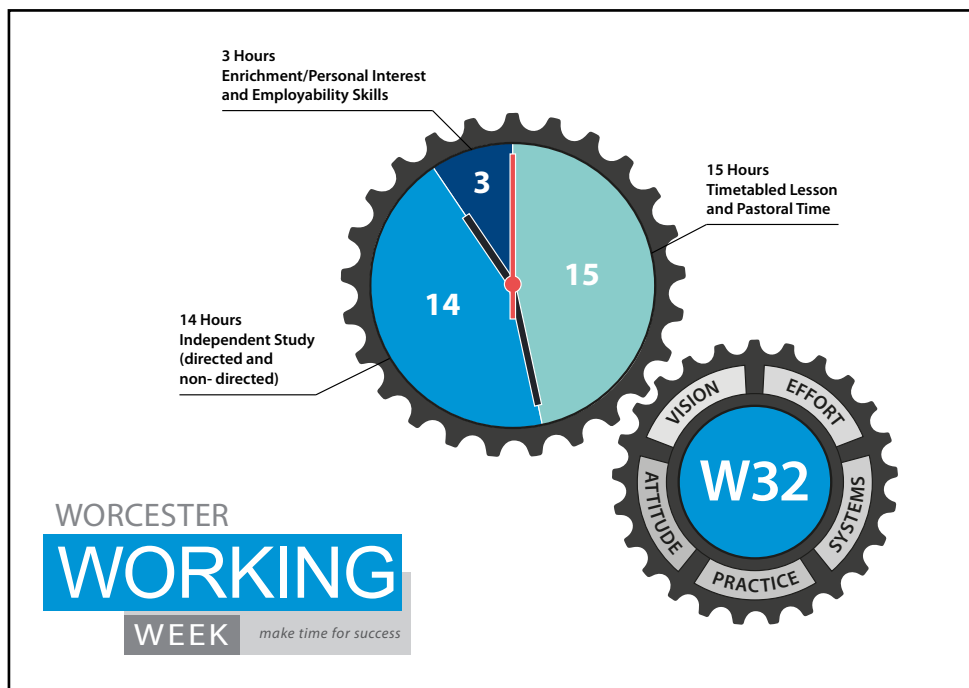 3 Hours
Enrichment/Personal Interest
and Employability Skills
3
15 Hours
Timetabled Lesson
and Pastoral Time
15
14
14 Hours
Independent Study
(directed and
non- directed)
VISION
EFFORT
ATTITUDE
W32
SYSTEMS
PRACTICE
WORCESTER
WORKING
WEEK
make time for success